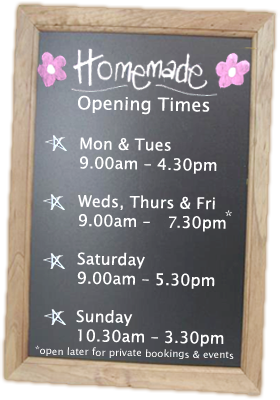 Homemade
Opening Times
Mon & Tues
9.00am - 4.30pm
Weds, Thurs & Fri
9.00am - 7.30pm*
Saturday
9.00am - 5.30pm
Sunday
10.30am - 3.30pm
*open later for private bookings & events